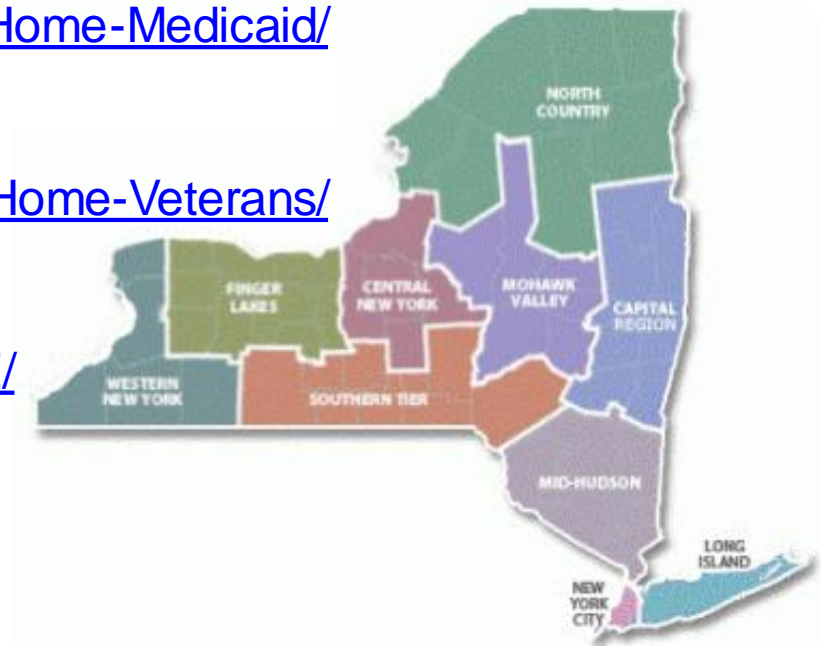 Home-Medicaid/
Home-Veterans/
/
NORTH
COUNTRY
FINGER
LAKES
CENTRAL
NEW YORK
MOHAWK
VALLEY
CAPITAL
REGION
WESTERN
NEW YORK
SOUTHERN TIER
MID-HUDSON
LONG
ISLAND
NEW
YORK
CITY